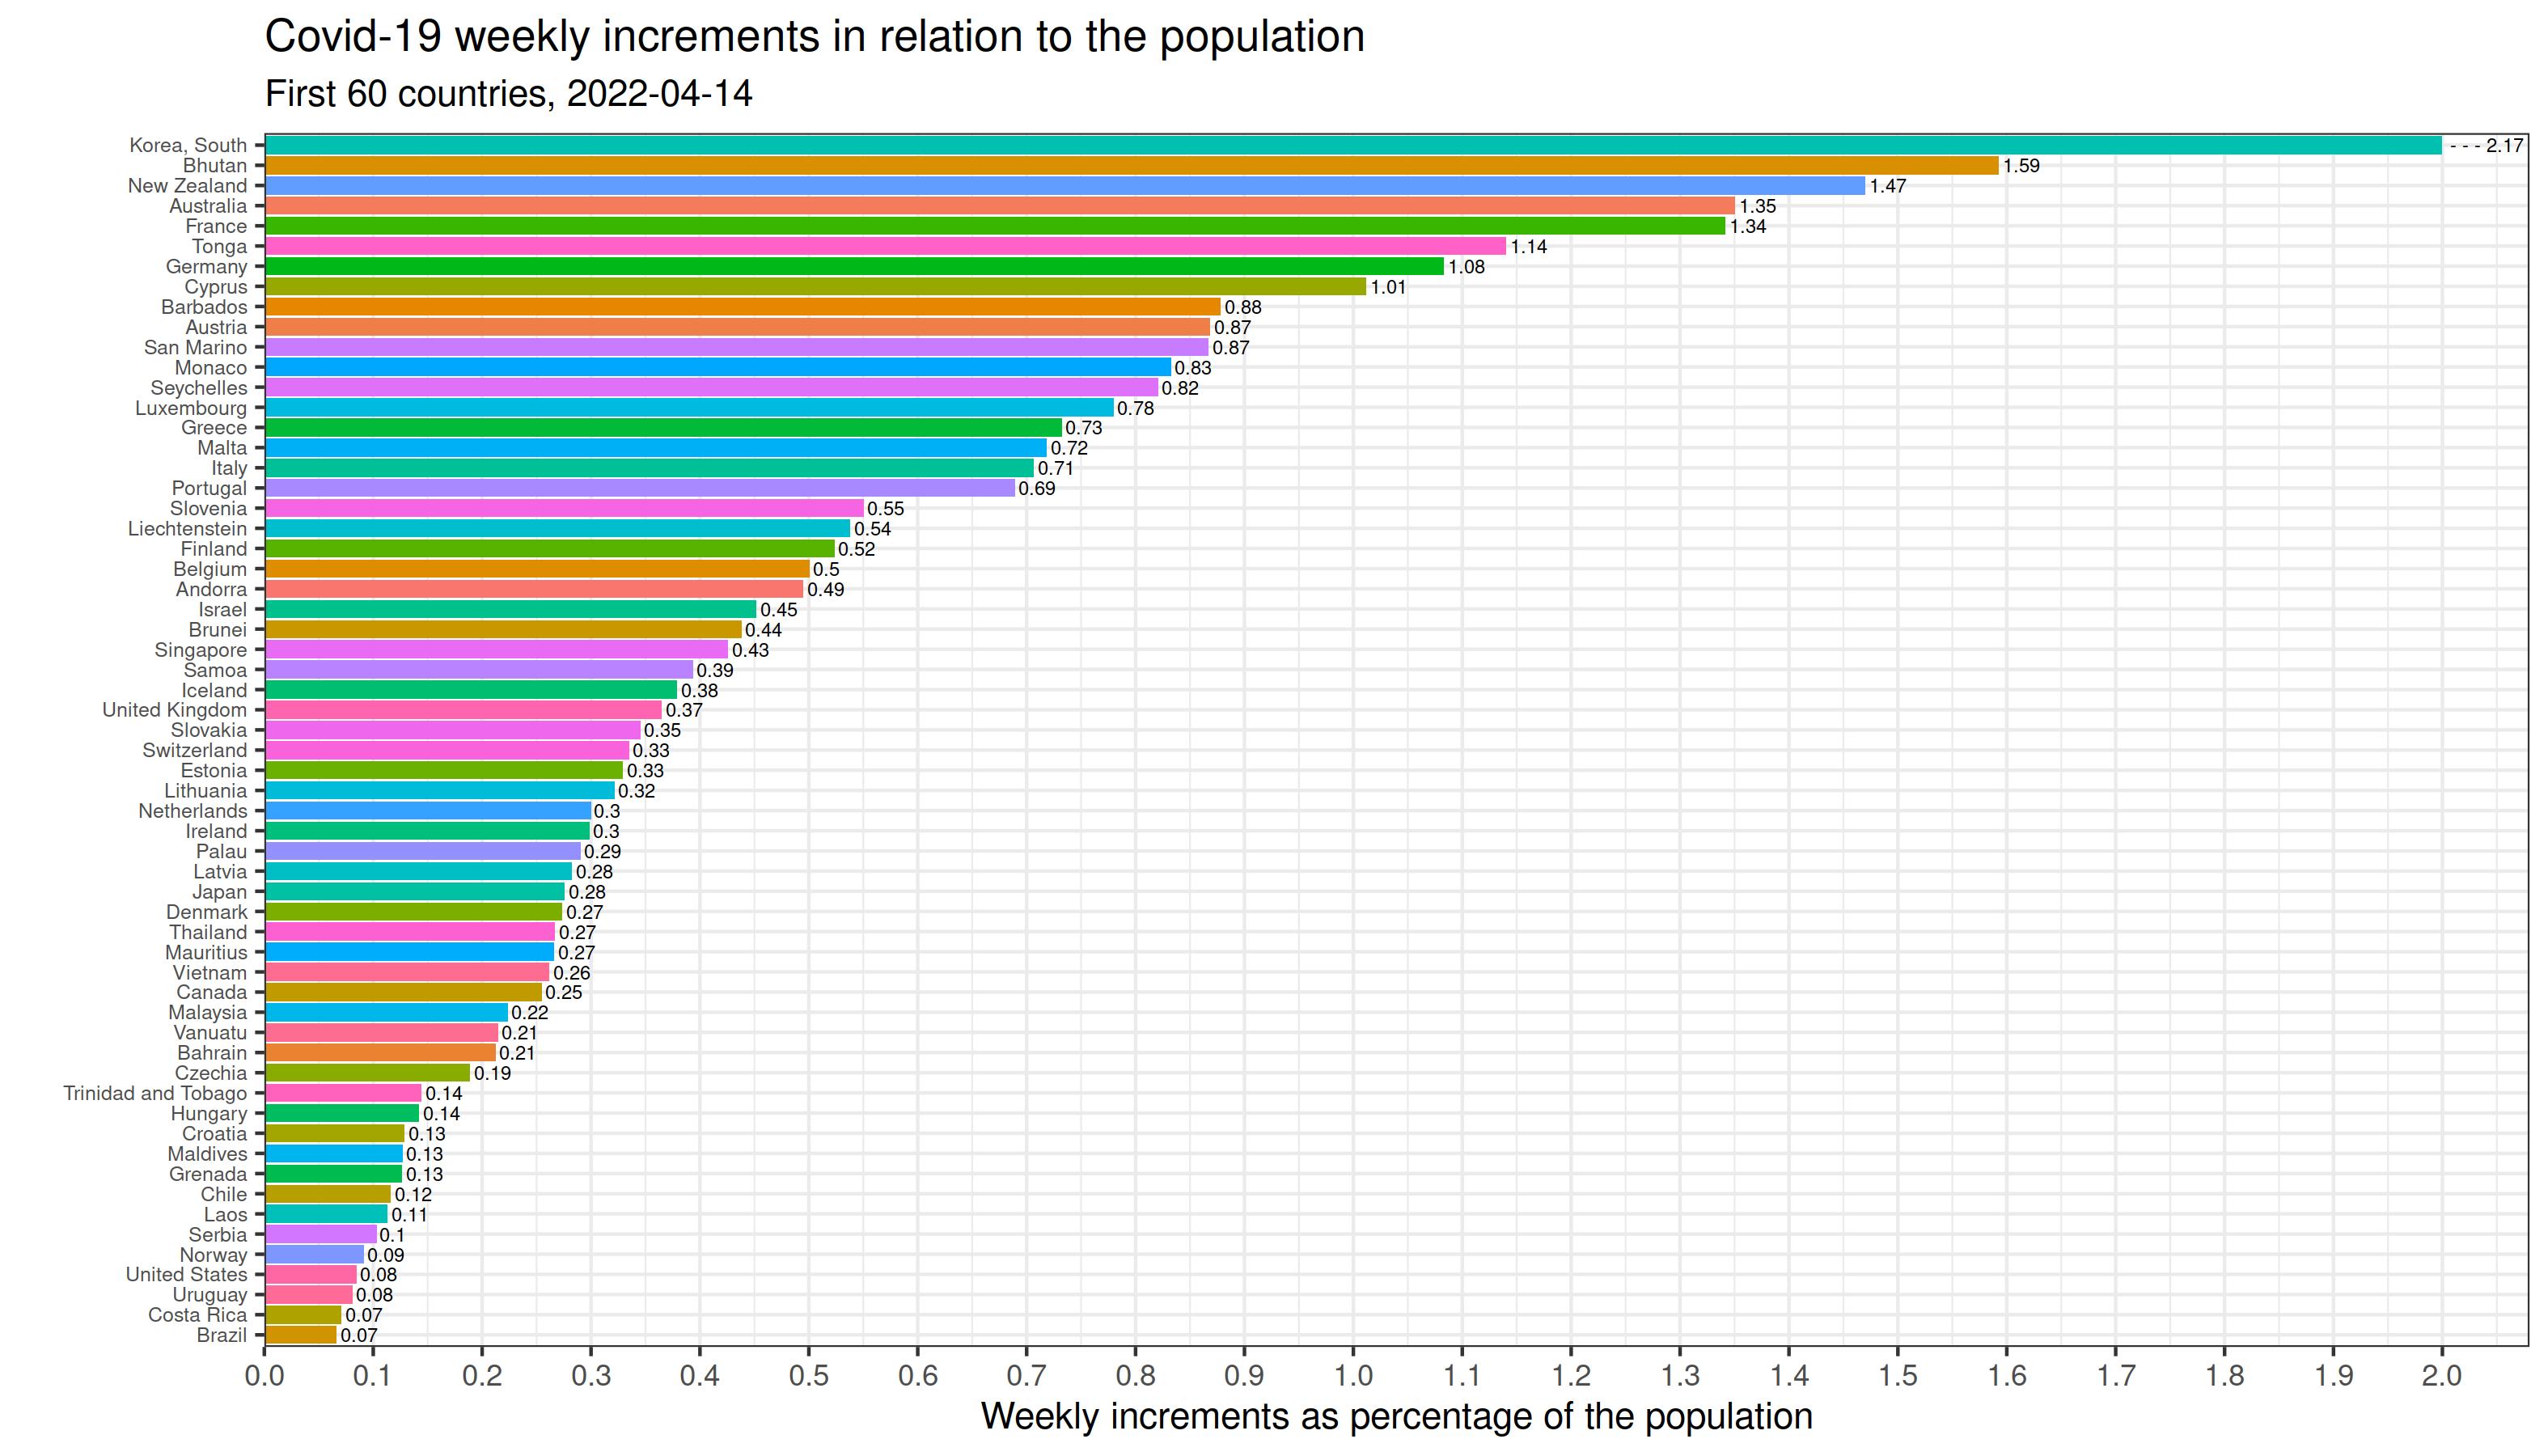 Covid-19 weekly increments in relation to the population
First 60 countries, 2022-04-14
Korea, South - - - 2.17
Bhutan 1.59
New Zealand 1.47
Australia 1.35
France 1.34
Tonga 1.14
Germany 1.08
Cyprus 1.01
Barbados 0.88
Austria 0.87
San Marino 0.87
Monaco 0.83
Seychelles 0.82
Luxembourg 0.78
Greece 0.73
Malta 0.72
Italy 0.71
Portugal 0.69
Slovenia 0.55
Liechtenstein 0.54
Finland 0.52
Belgium 0.5
Andorra 0.49
Israel 0.45
Brunei 0.44
Singapore 0.43
Samoa 0.39
Iceland 0.38
United Kingdom 0.37
Slovakia 0.35
Switzerland 0.33
Estonia 0.33
Lithuania 0.32
Netherlands 0.3
Ireland 0.3
Palau 0.29
Latvia 0.28
Japan 0.28
Denmark 0.27
Thailand 0.27
Mauritius 0.27
Vietnam 0.26
Canada 0.25
Malaysia 0.22
Vanuatu 0.21
Bahrain 0.21
Czechia 0.19
Trinidad and Tobago 0.14
Hungary 0.14
Croatia 0.13
Maldives 0.13
Grenada 0.13
Chile 0.12
Laos 0.11
Serbia 0.1
Norway 0.09
United States 0.08
Uruguay 0.08
Costa Rica 0.07
Brazil 0.07
0.0 0.1 0.2 0.3 0.4 0.5 0.6 0.7 0.8 0.9 1.0 1.1 1.2 1.3 1.4 1.5 1.6 1.7 1.8 1.9 2.0
Weekly increments as percentage of the population